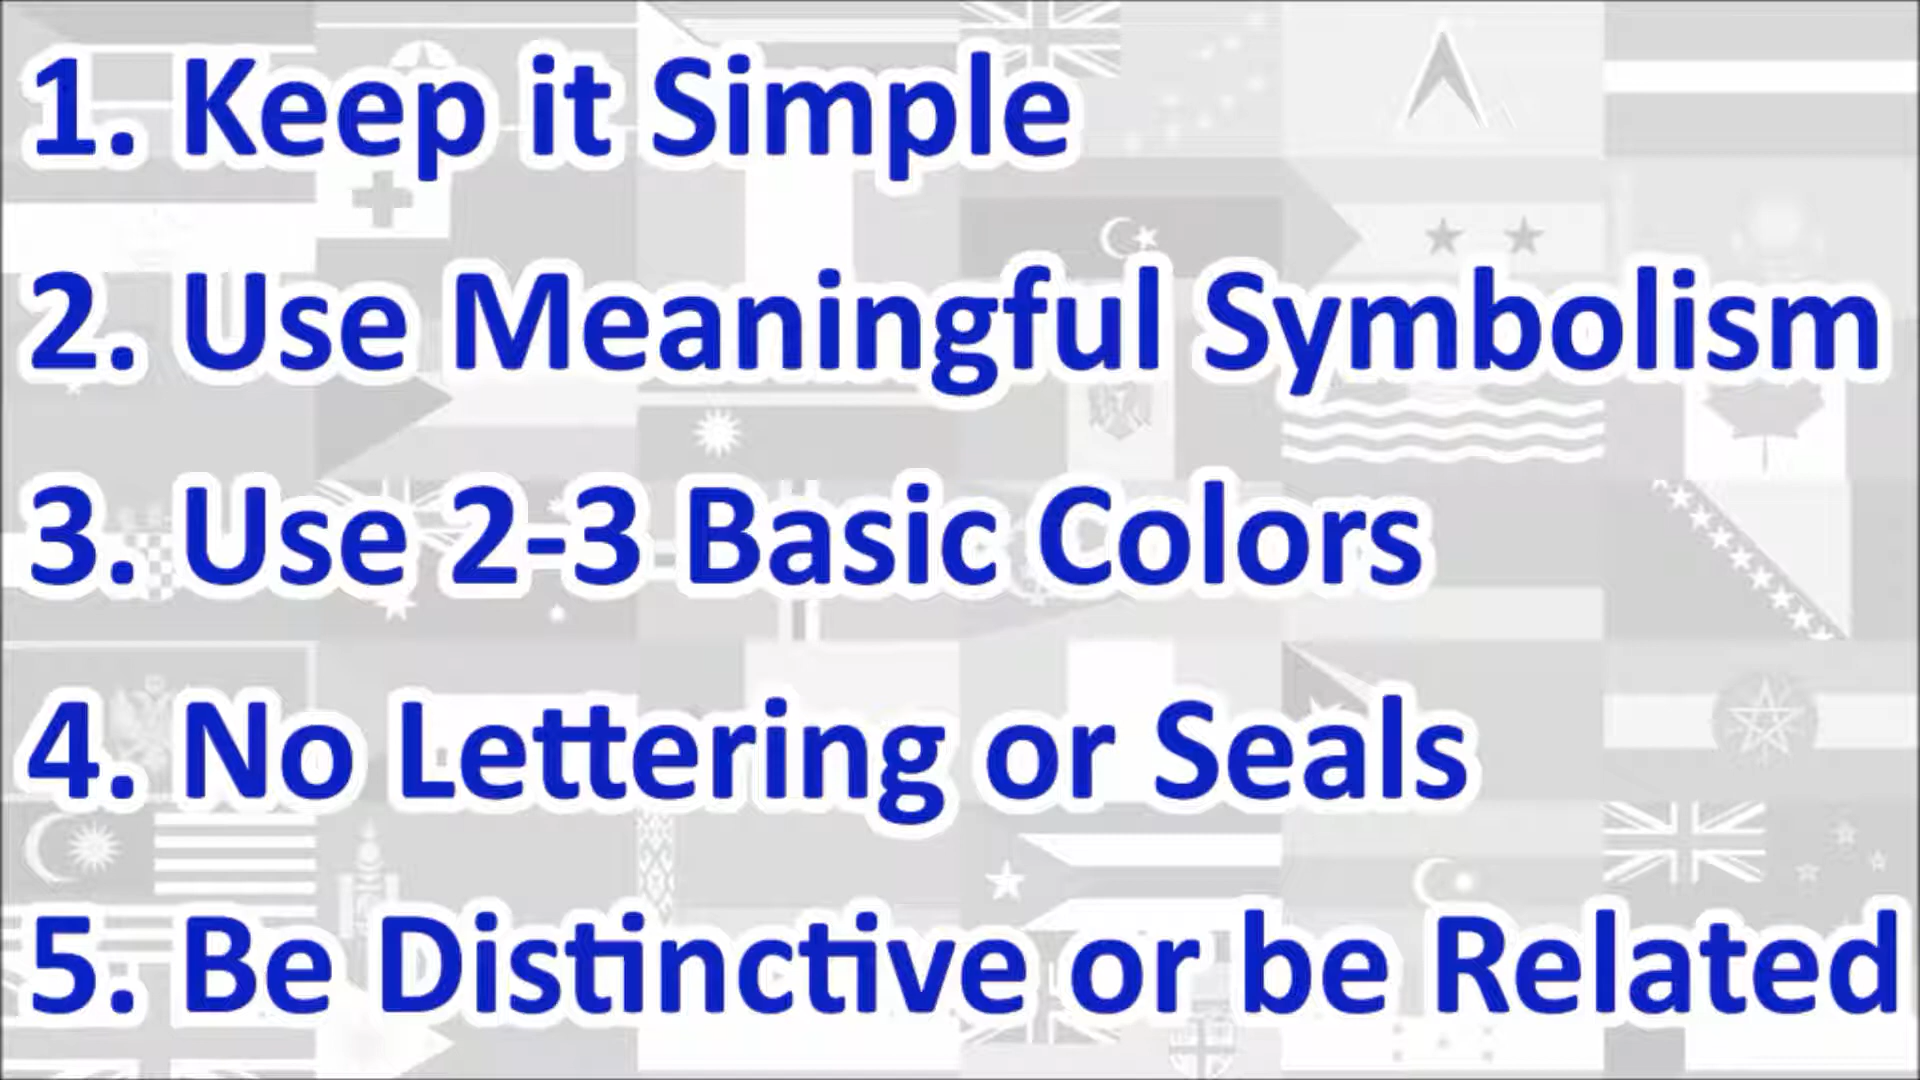 1. Keep it Simple
2. Use Meaningful Symbolism
3. Use 2-3 Basic Colors
4. No Lettering or Seals
5. Be Distinctive or be Related